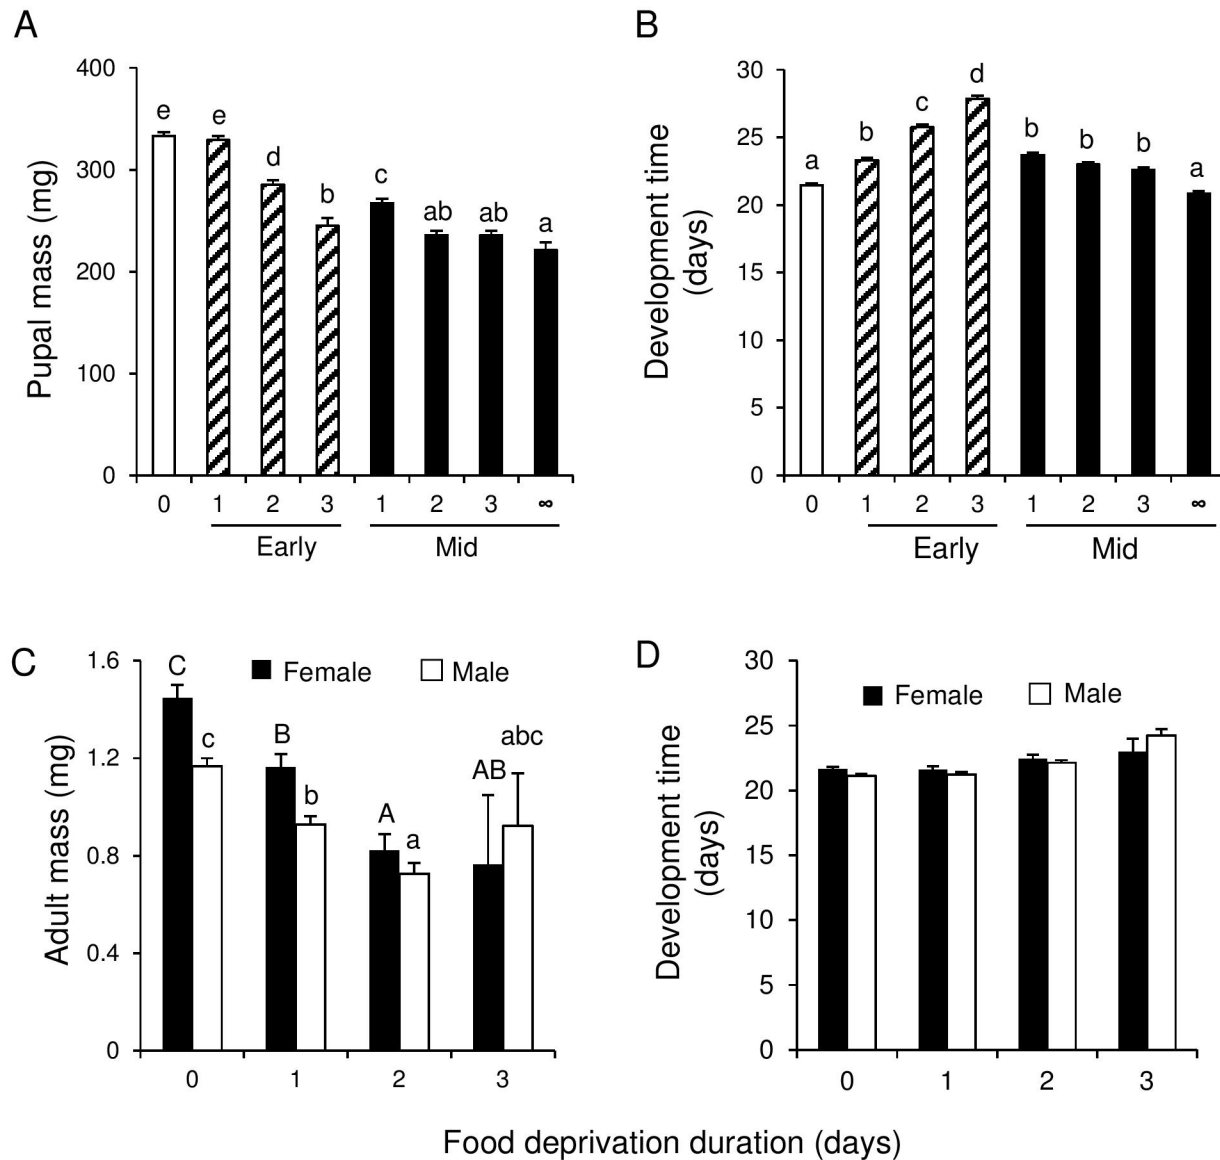 A
400
300
200
100
0
Pupal mass (mg)
e e d b c ab ab a
0 1 2 3 1 2 3 ∞
Early Mid
B
30
25
20
15
10
5
0
Development time
(days)
a b c d b b b a
0 1 2 3 1 2 3 ∞
Early Mid
C
1.6
1.2
0.8
0.4
0
Adult mass (mg)
Female Male
C c B b A a AB abc
0 1 2 3
D
30
25
20
15
10
5
0
Development time
(days)
Female Male
0 1 2 3
Food deprivation duration (days)